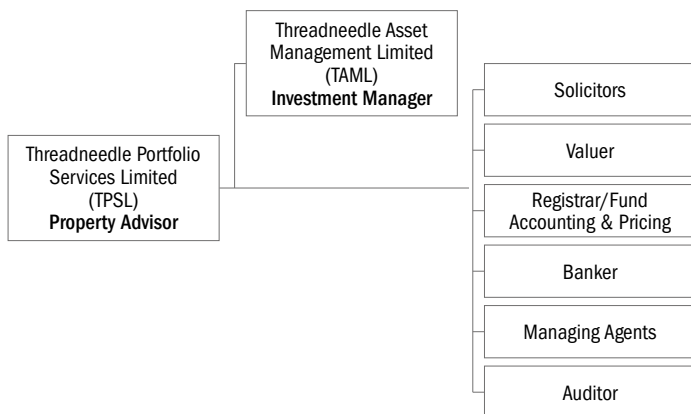 Threadneedle Asset
Management Limited
(TAML)
Investment Manager
Threadneedle Portfolio
Services Limited
(TPSL)
Property Advisor
Solicitors
Valuer
Registrar/Fund
Accounting & Pricing
Banker
Managing Agents
Auditor